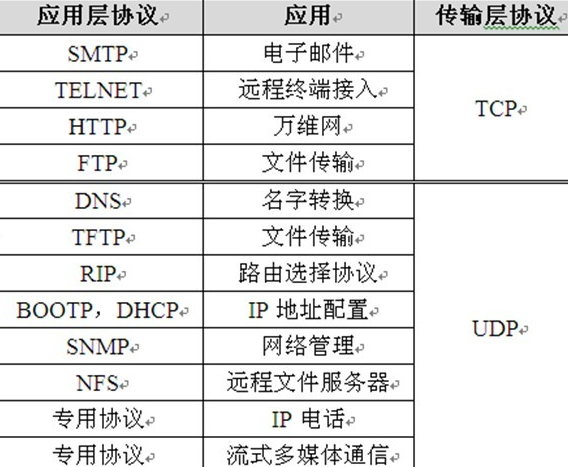 应用层协议 应用 传输层协议
SMTP 电子邮件
TELNET 远程终端接入
TCP
HTTP 万维网
FTP 文件传输
DNS 名字转换
TFTP 文件传输
RIP 路由选择协议
BOOTP，DHCP IP 地址配置
UDP
SNMP 网络管理
NFS 远程文件服务器
专用协议 IP 电话
专用协议 流式多媒体通信